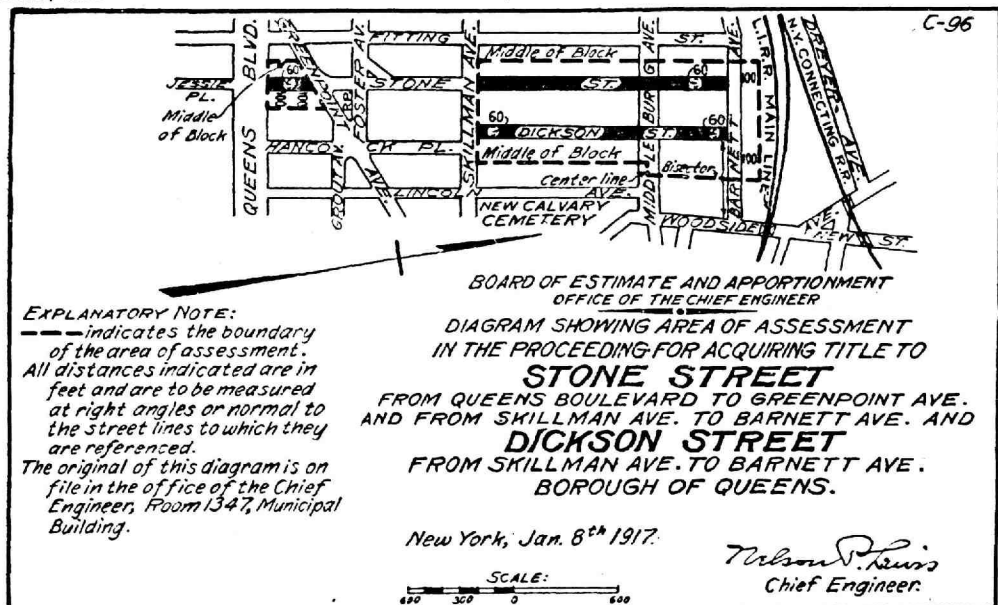 C-96
QUEENS BLVD.
FITTING ST.
FOSTER AV.
SKILLMAN AVE.
Middle of Block
MIDDLEBURG AVE.
BARNETT AVE.
L.I.R.R. MAIN LINE
N.Y. CONNECTING R.R.
DREYER AVE.
JESSIE PL.
STONE ST.
60 60
60 60
100
100
100 100
Middle of Block
DICKSON ST.
60 60
HANCOCK PL.
Middle of Block
Center line
Bisector
GROUT AV.
LINCOLN AVE.
NEW CALVARY
CEMETERY
WOODSIDE AVE.
ST.
BOARD OF ESTIMATE AND APPORTIONMENT
OFFICE OF THE CHIEF ENGINEER
DIAGRAM SHOWING AREA OF ASSESSMENT
IN THE PROCEEDING FOR ACQUIRING TITLE TO
STONE STREET
FROM QUEENS BOULEVARD TO GREENPOINT AVE.
AND FROM SKILLMAN AVE. TO BARNETT AVE. AND
DICKSON STREET
FROM SKILLMAN AVE. TO BARNETT AVE.
BOROUGH OF QUEENS.
EXPLANATORY NOTE:
indicates the boundary
of the area of assessment.
All distances indicated are in
feet and are to be measured
at right angles or normal to
the street lines to which they
are referenced.
The original of this diagram is on
file in the office of the Chief
Engineer, Room 1347, Municipal
Building.
New York, Jan. 8th 1917.
Nelson P. Lewis
Chief Engineer.
SCALE:
600 300 0 600